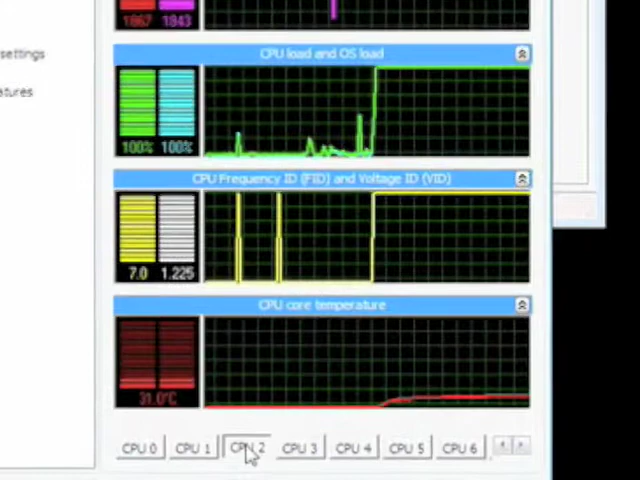 1867 1843
settings
CPU load and OS load
atures
100% 100%
CPU Frequency ID (FID) and Voltage ID (VID)
7.0 1.225
CPU core temperature
31.0°C
CPU 0 CPU 1 CPU 2 CPU 3 CPU 4 CPU 5 CPU 6